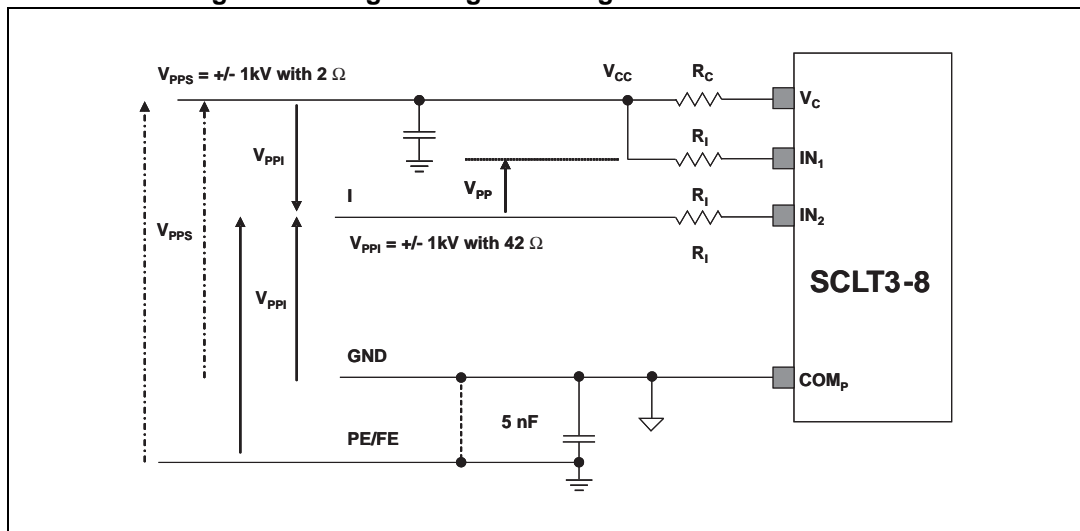 V_PPS = +/- 1kV with 2 Ω
V_CC
R_C
V_C
V_PPI
R_I
IN_1
I
V_PP
R_I
IN_2
V_PPS
V_PPI = +/- 1kV with 42 Ω
R_I
SCLT3-8
V_PPI
GND
COM_P
5 nF
PE/FE